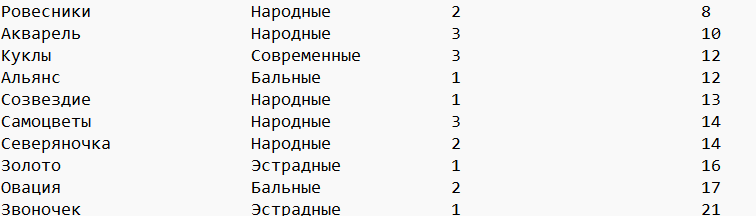 Ровесники Народные 2 8
Акварель Народные 3 10
Куклы Современные 3 12
Альянс Бальные 1 12
Созвездие Народные 1 13
Самоцветы Народные 3 14
Северяночка Народные 2 14
Золото Эстрадные 1 16
Овация Бальные 2 17
Звоночек Эстрадные 1 21